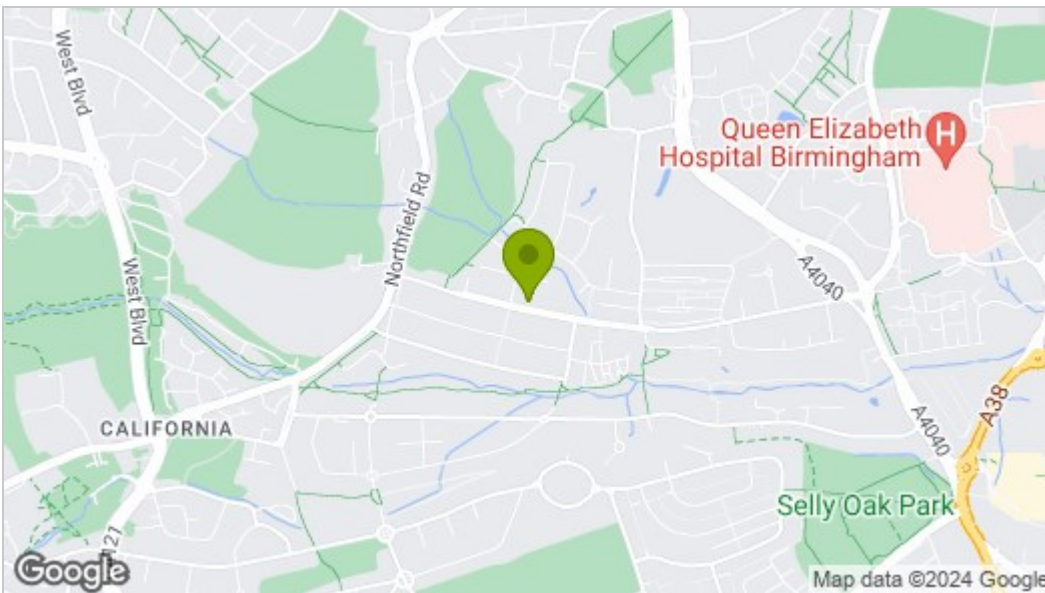 West Blvd
Queen Elizabeth
Hospital Birmingham
H
Northfield Rd
West Blvd
A4040
CALIFORNIA
A38
A4040
Selly Oak Park
Google
Map data ©2024 Google